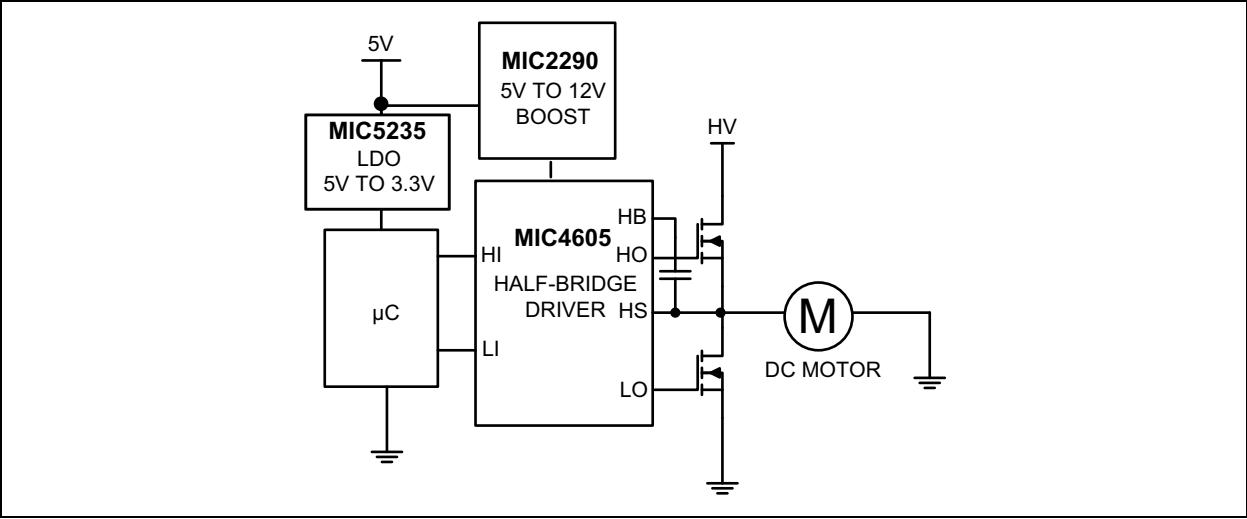 5V
MIC2290
5V TO 12V
BOOST
MIC5235
LDO
5V TO 3.3V
HV
µC
HI
LI
MIC4605
HALF-BRIDGE
DRIVER
HB
HO
HS
LO
M
DC MOTOR